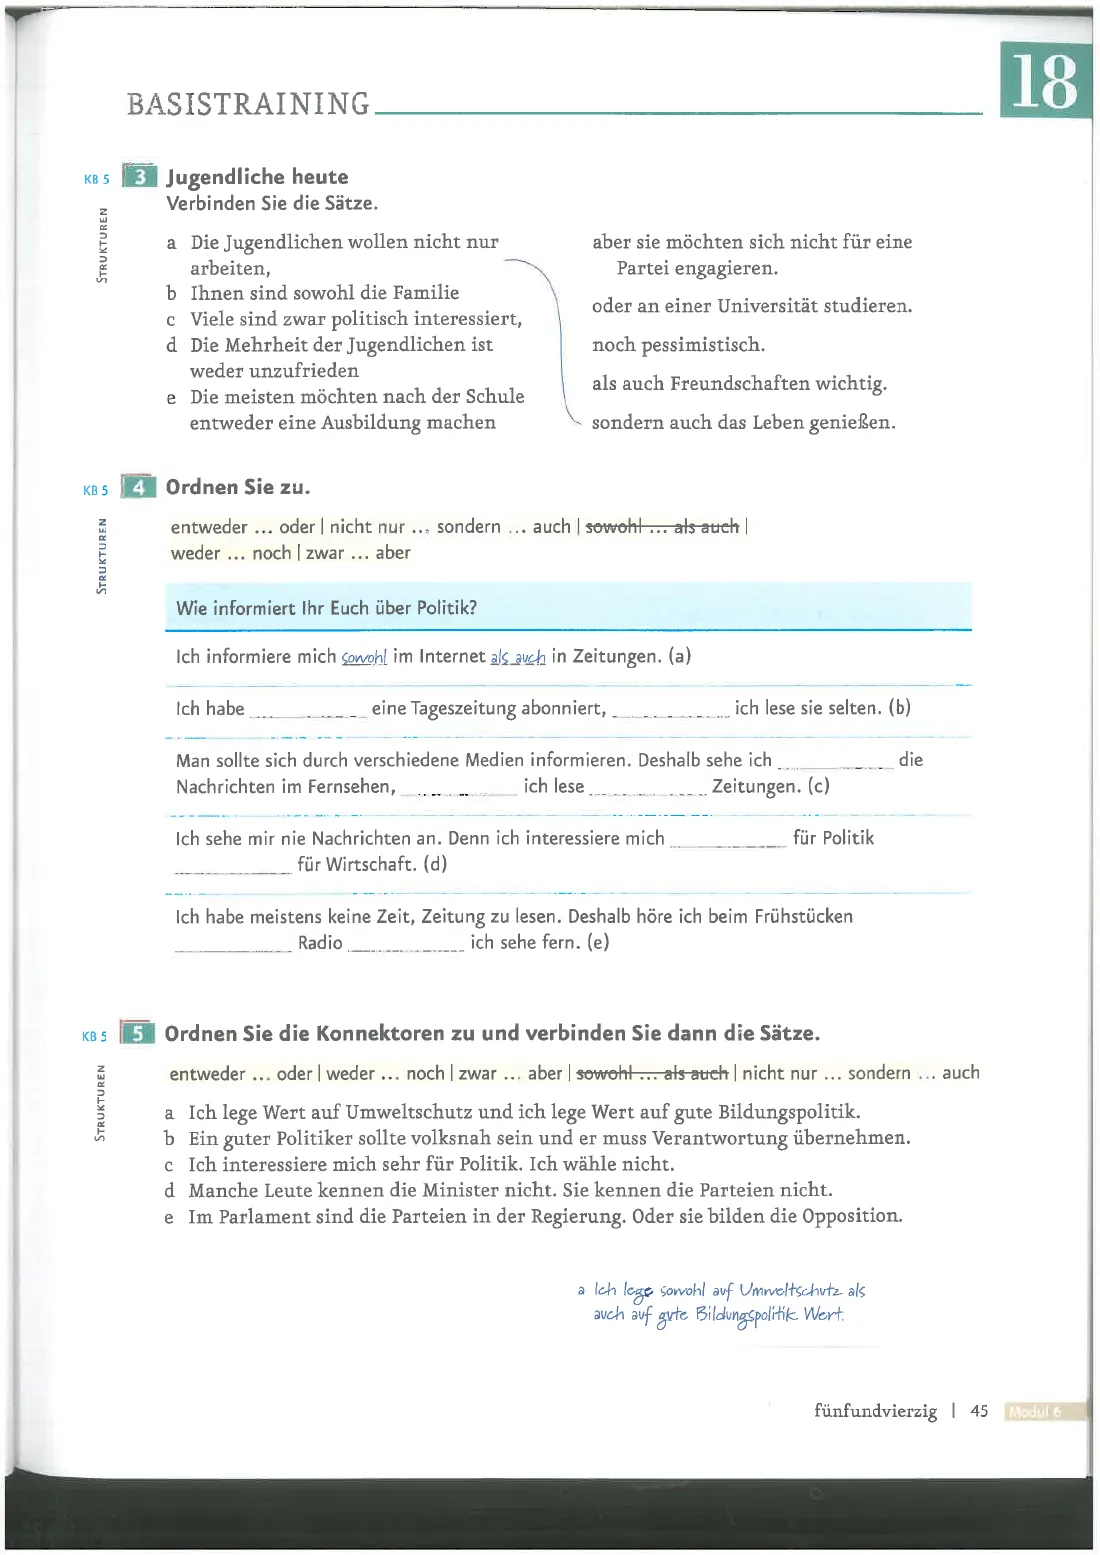 18
BASISTRAINING
KB 5 3 Jugendliche heute
Verbinden Sie die Sätze.
STRUKTUREN
a Die Jugendlichen wollen nicht nur
arbeiten,
b Ihnen sind sowohl die Familie
c Viele sind zwar politisch interessiert,
d Die Mehrheit der Jugendlichen ist
weder unzufrieden
e Die meisten möchten nach der Schule
entweder eine Ausbildung machen
aber sie möchten sich nicht für eine
Partei engagieren.
oder an einer Universität studieren.
noch pessimistisch.
als auch Freundschaften wichtig.
sondern auch das Leben genießen.
KB 5 4 Ordnen Sie zu.
STRUKTUREN
entweder ... oder | nicht nur ... sondern ... auch | sowohl ... als auch |
weder ... noch | zwar ... aber
Wie informiert Ihr Euch über Politik?
Ich informiere mich sowohl im Internet als auch in Zeitungen. (a)
Ich habe ____________ eine Tageszeitung abonniert, ____________ ich lese sie selten. (b)
Man sollte sich durch verschiedene Medien informieren. Deshalb sehe ich ____________ die
Nachrichten im Fernsehen, ____________ ich lese ____________ Zeitungen. (c)
Ich sehe mir nie Nachrichten an. Denn ich interessiere mich ____________ für Politik
____________ für Wirtschaft. (d)
Ich habe meistens keine Zeit, Zeitung zu lesen. Deshalb höre ich beim Frühstücken
____________ Radio ____________ ich sehe fern. (e)
KB 5 5 Ordnen Sie die Konnektoren zu und verbinden Sie dann die Sätze.
STRUKTUREN
entweder ... oder | weder ... noch | zwar ... aber | sowohl ... als auch | nicht nur ... sondern ... auch
a Ich lege Wert auf Umweltschutz und ich lege Wert auf gute Bildungspolitik.
b Ein guter Politiker sollte volksnah sein und er muss Verantwortung übernehmen.
c Ich interessiere mich sehr für Politik. Ich wähle nicht.
d Manche Leute kennen die Minister nicht. Sie kennen die Parteien nicht.
e Im Parlament sind die Parteien in der Regierung. Oder sie bilden die Opposition.
a Ich lege sowohl auf Umweltschutz als
auch auf gute Bildungspolitik Wert.
fünfundvierzig | 45 Modul 6